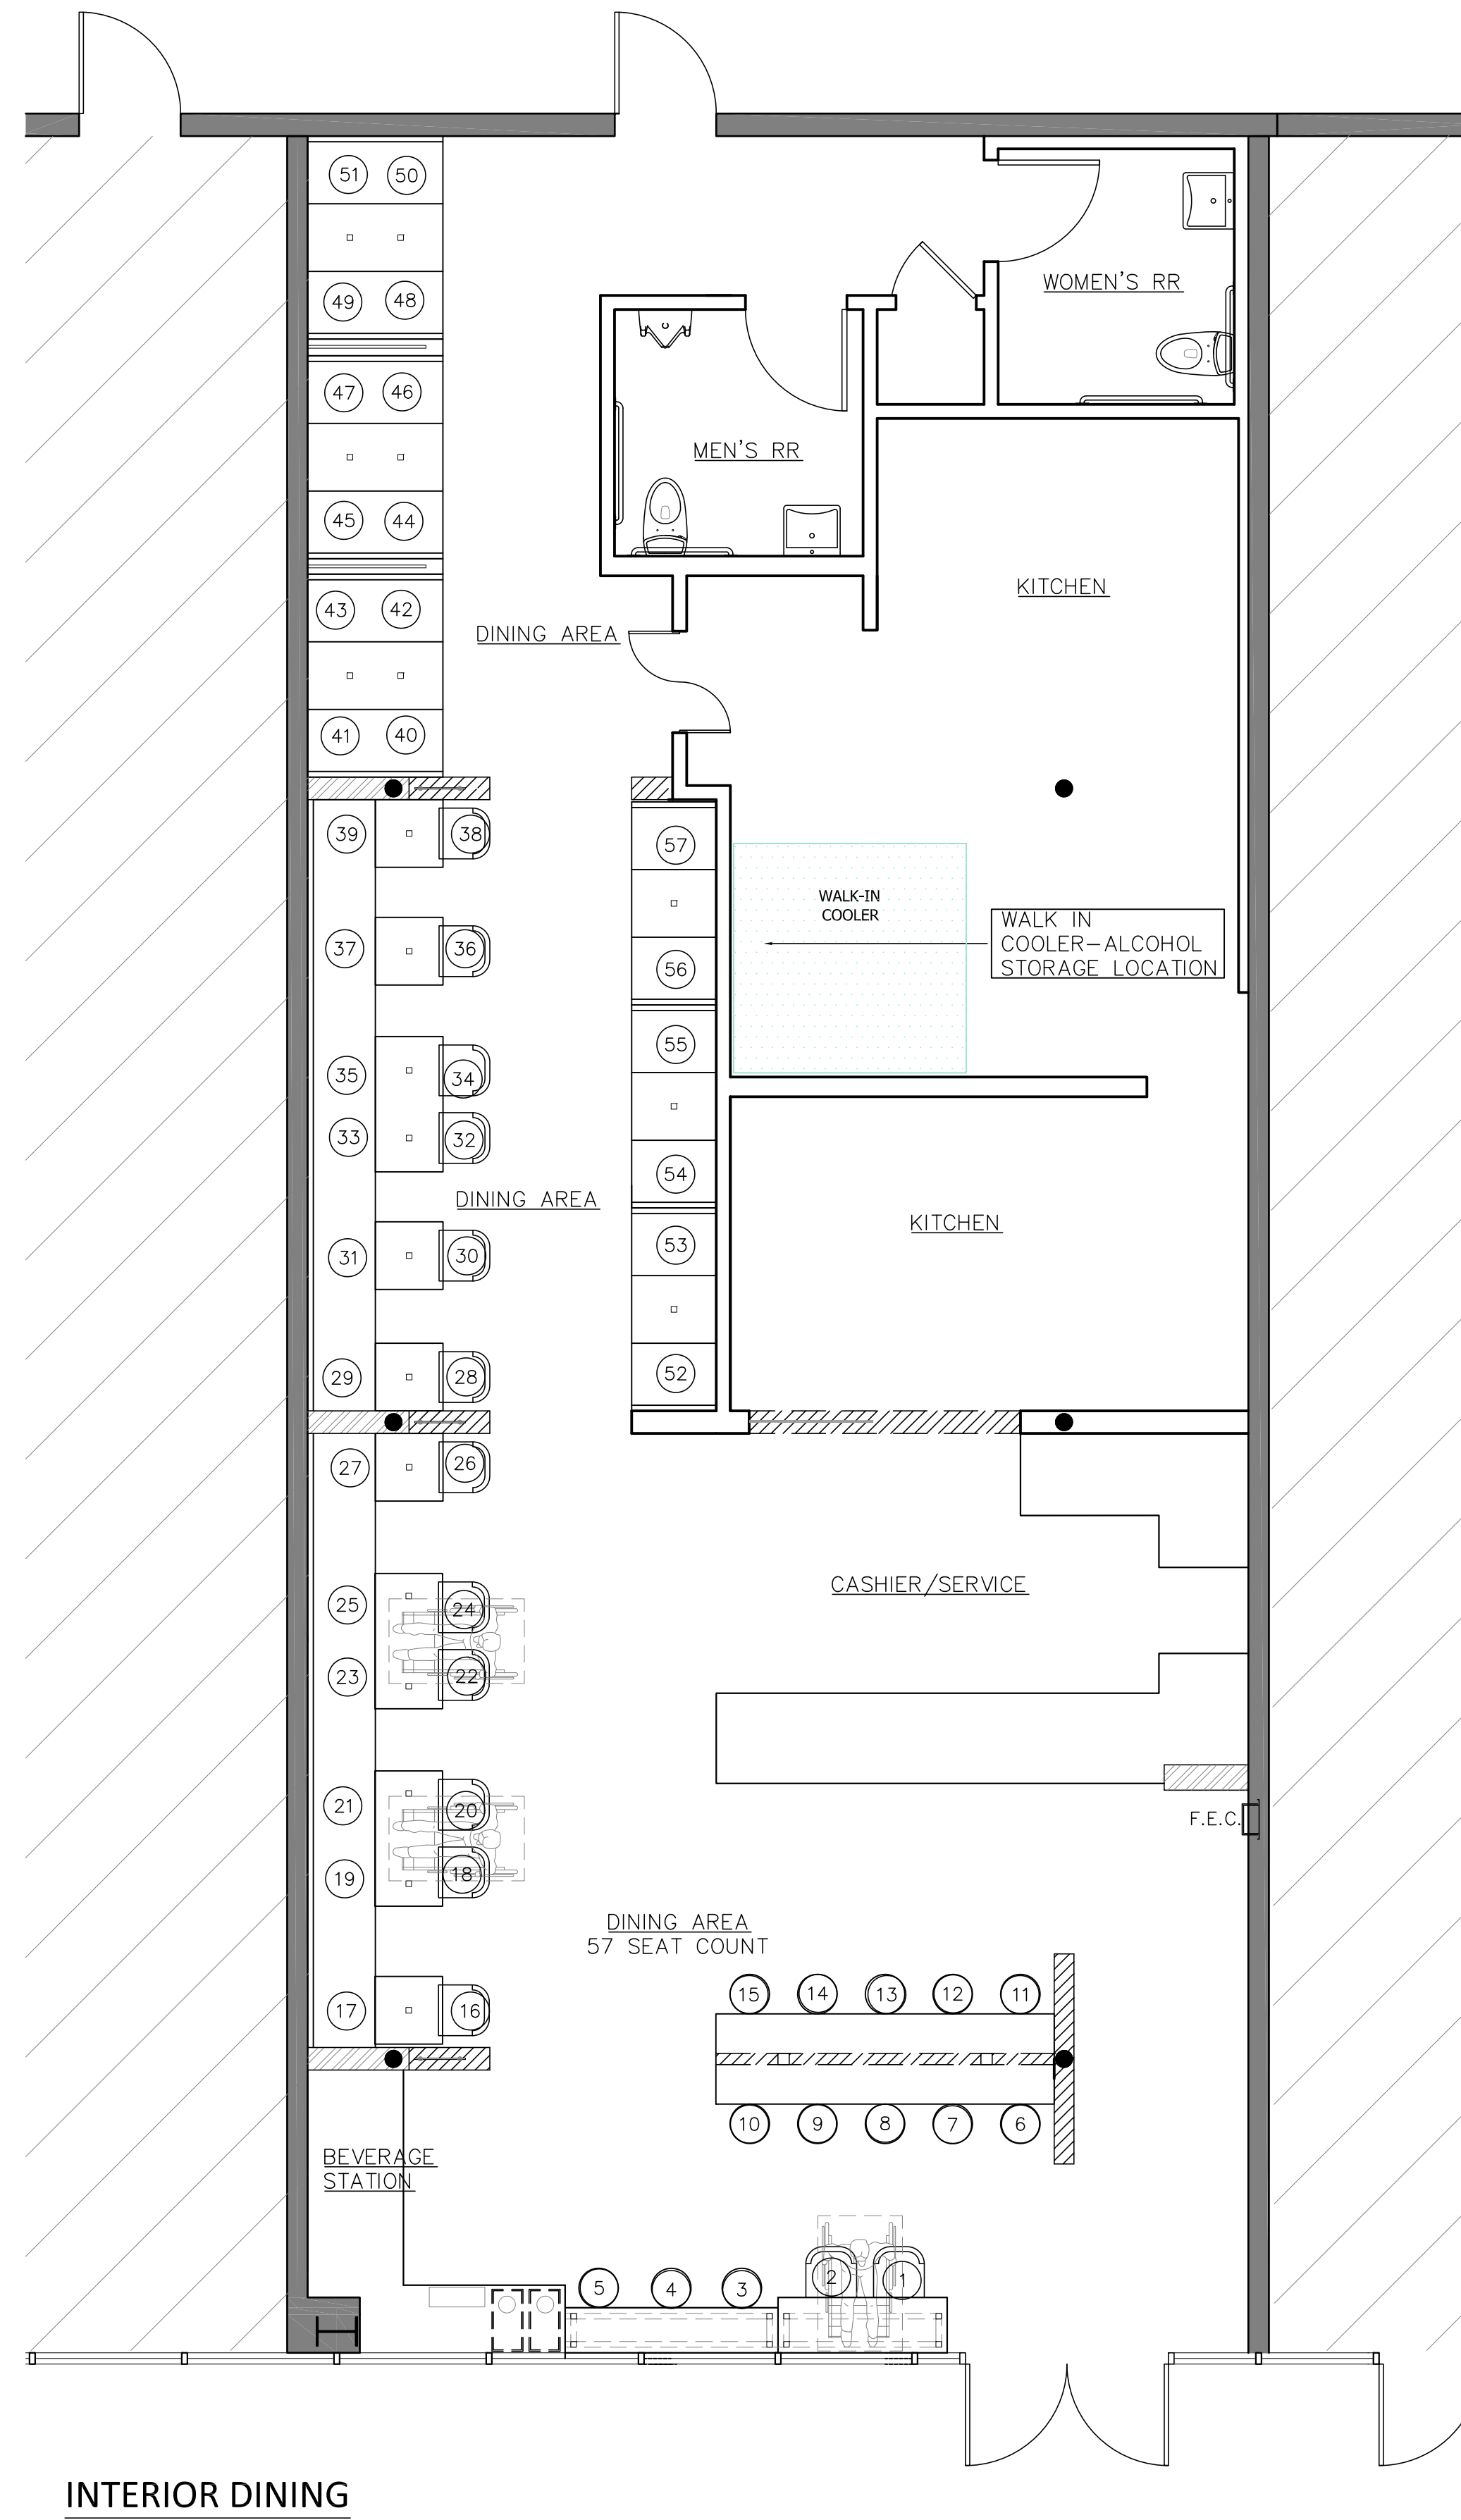 51 50
WOMEN'S RR
49 48
47 46
MEN'S RR
45 44
KITCHEN
43 42
DINING AREA
41 40
39 38
57
WALK-IN
COOLER
WALK IN
COOLER-ALCOHOL
STORAGE LOCATION
37 36
56
55
35 34
33 32
54
DINING AREA
KITCHEN
53
31 30
52
29 28
27 26
CASHIER/SERVICE
25 24
23 22
21 20
F.E.C.
19 18
DINING AREA
57 SEAT COUNT
15 14 13 12 11
17 16
10 9 8 7 6
BEVERAGE
STATION
5 4 3 2 1
INTERIOR DINING